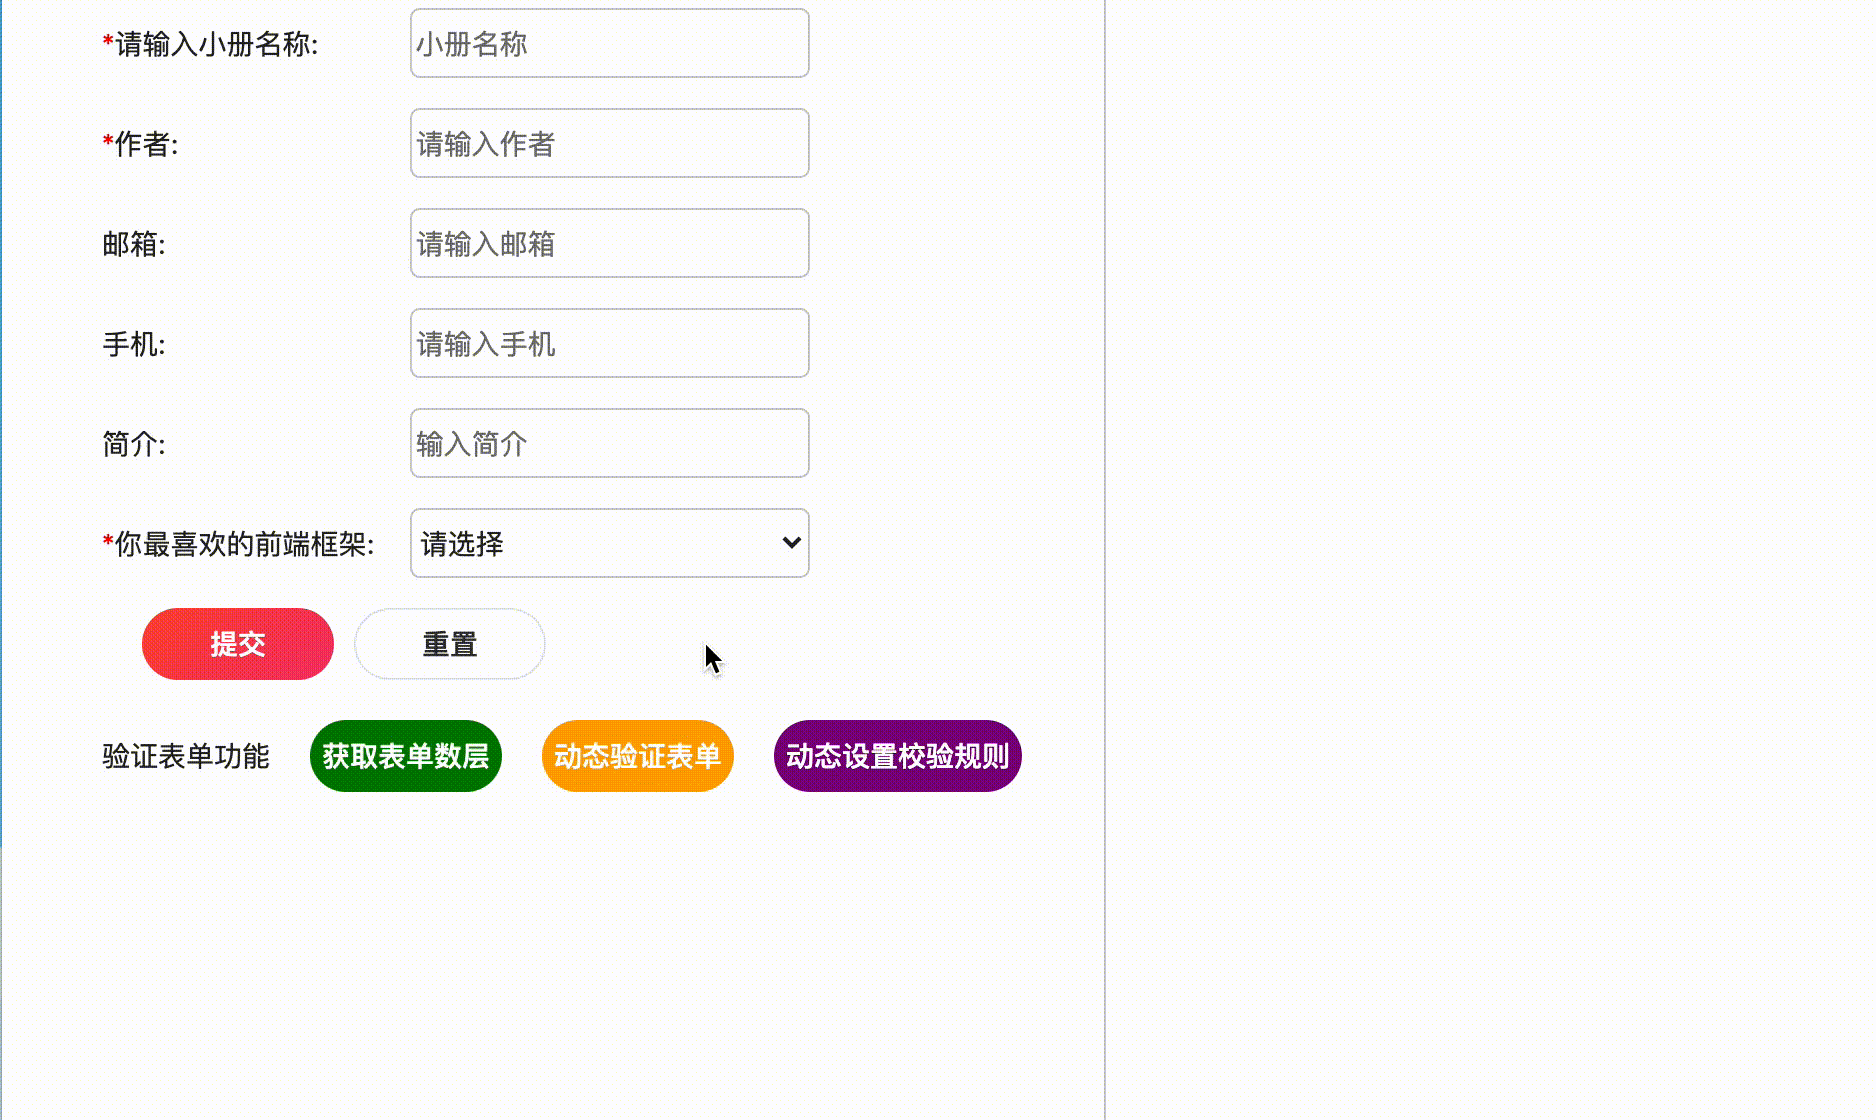 *请输入小册名称: 小册名称
*作者: 请输入作者
邮箱: 请输入邮箱
手机: 请输入手机
简介: 输入简介
*你最喜欢的前端框架: 请选择
提交 重置
验证表单功能 获取表单数层 动态验证表单 动态设置校验规则